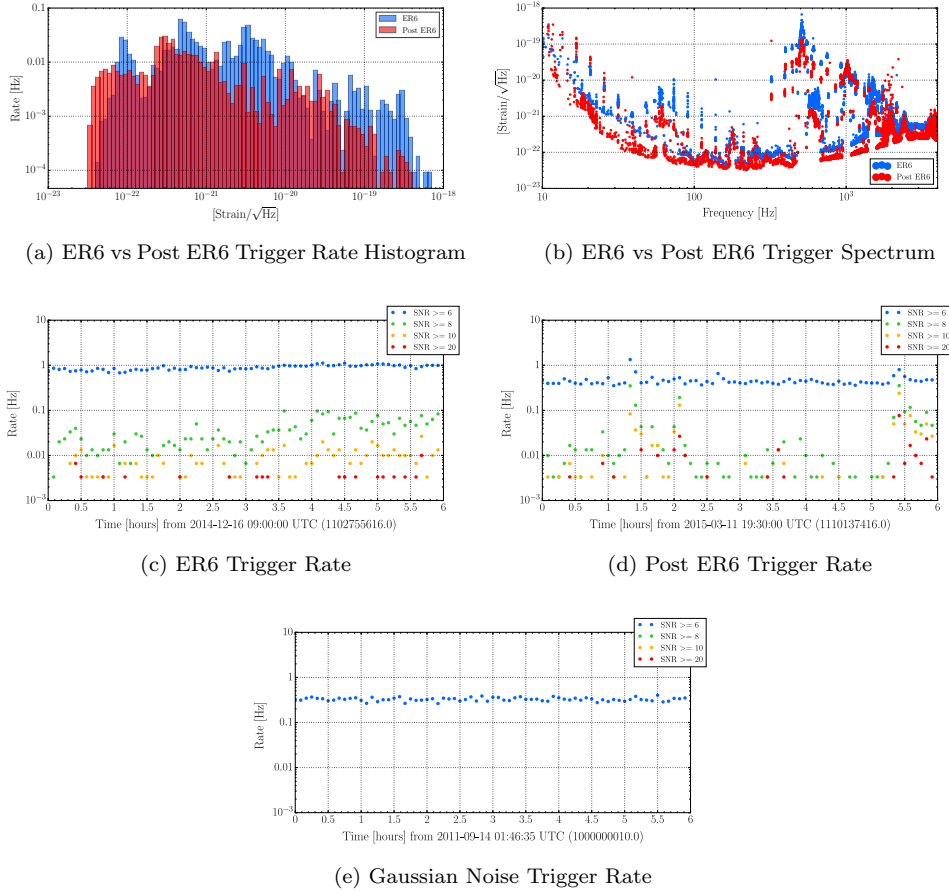 ER6
Post ER6
Rate [Hz]
0.1
0.01
10⁻³
10⁻⁴
10⁻²³ 10⁻²² 10⁻²¹ 10⁻²⁰ 10⁻¹⁹ 10⁻¹⁸
[Strain/√Hz]
(a) ER6 vs Post ER6 Trigger Rate Histogram
[Strain/√Hz]
10⁻¹⁸
10⁻¹⁹
10⁻²⁰
10⁻²¹
10⁻²²
10⁻²³
ER6
Post ER6
10 100 10³
Frequency [Hz]
(b) ER6 vs Post ER6 Trigger Spectrum
SNR >= 6
SNR >= 8
SNR >= 10
SNR >= 20
Rate [Hz]
10
1
0.1
0.01
10⁻³
0 0.5 1 1.5 2 2.5 3 3.5 4 4.5 5 5.5 6
Time [hours] from 2014-12-16 09:00:00 UTC (1102755616.0)
(c) ER6 Trigger Rate
SNR >= 6
SNR >= 8
SNR >= 10
SNR >= 20
Rate [Hz]
10
1
0.1
0.01
10⁻³
0 0.5 1 1.5 2 2.5 3 3.5 4 4.5 5 5.5 6
Time [hours] from 2015-03-11 19:30:00 UTC (1110137416.0)
(d) Post ER6 Trigger Rate
SNR >= 6
SNR >= 8
SNR >= 10
SNR >= 20
Rate [Hz]
10
1
0.1
0.01
10⁻³
0 0.5 1 1.5 2 2.5 3 3.5 4 4.5 5 5.5 6
Time [hours] from 2011-09-14 01:46:35 UTC (1000000010.0)
(e) Gaussian Noise Trigger Rate